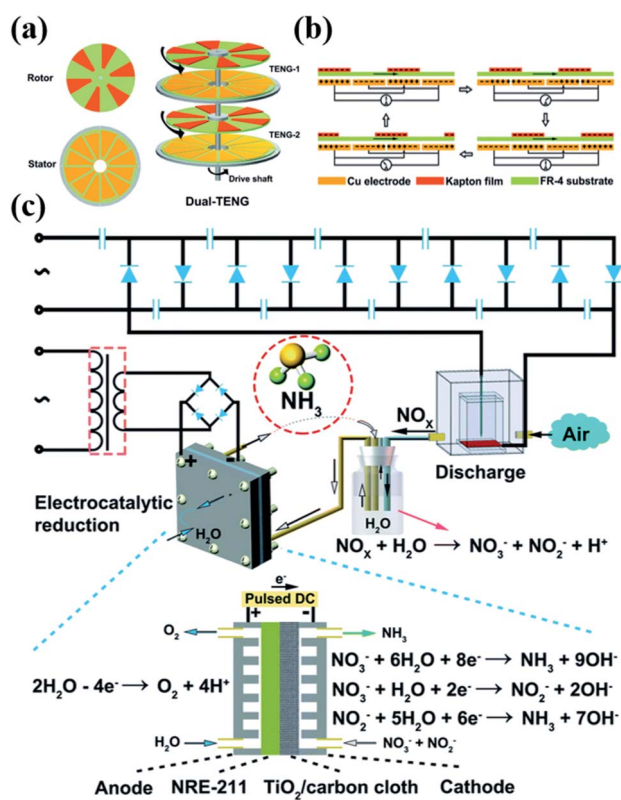 (a)
Rotor
Stator
TENG-1
TENG-2
Drive shaft
Dual-TENG
(b)
Cu electrode Kapton film FR-4 substrate
(c)
~
~
NH3
NOx
Air
Discharge
+ -
Electrocatalytic
reduction
H2O
H2O
NOx + H2O → NO3- + NO2- + H+
e-
Pulsed DC
+ -
O2
NH3
2H2O - 4e- → O2 + 4H+
NO3- + 6H2O + 8e- → NH3 + 9OH-
NO3- + H2O + 2e- → NO2- + 2OH-
NO2- + 5H2O + 6e- → NH3 + 7OH-
H2O
NO3- + NO2-
Anode NRE-211 TiO2/carbon cloth Cathode